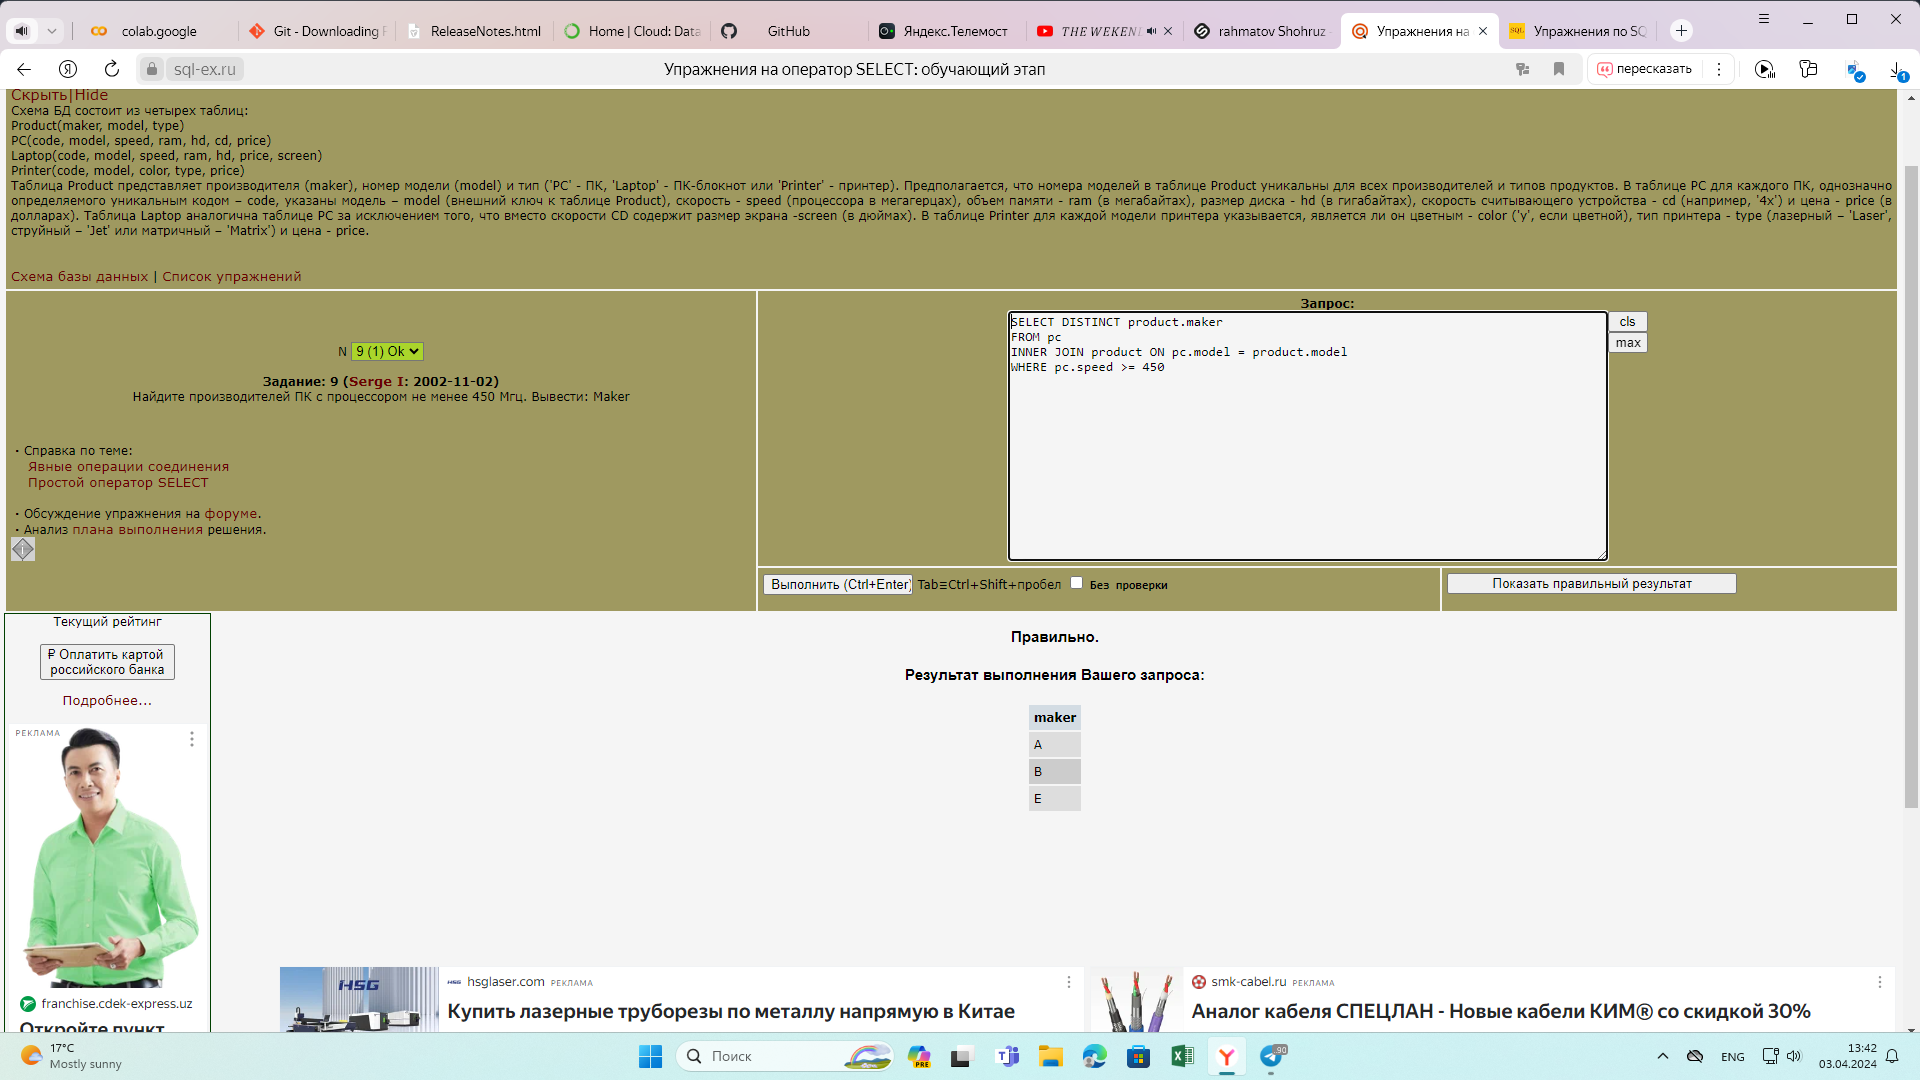 colab.google
Git - Downloading
ReleaseNotes.html
Home | Cloud: Data
GitHub
Яндекс.Телемост
THE WEKEN
rahmatov Shohruz
Упражнения на
Упражнения по SQ
sql-ex.ru
Упражнения на оператор SELECT: обучающий этап
пересказать
1
Скрыть|Hide
Схема БД состоит из четырех таблиц:
Product(maker, model, type)
PC(code, model, speed, ram, hd, cd, price)
Laptop(code, model, speed, ram, hd, price, screen)
Printer(code, model, color, type, price)
Таблица Product представляет производителя (maker), номер модели (model) и тип ('PC' - ПК, 'Laptop' - ПК-блокнот или 'Printer' - принтер). Предполагается, что номера моделей в таблице Product уникальны для всех производителей и типов продуктов. В таблице PC для каждого ПК, однозначно
определяемого уникальным кодом – code, указаны модель – model (внешний ключ к таблице Product), скорость - speed (процессора в мегагерцах), объем памяти - ram (в мегабайтах), размер диска - hd (в гигабайтах), скорость считывающего устройства - cd (например, '4x') и цена - price (в
долларах). Таблица Laptop аналогична таблице РС за исключением того, что вместо скорости CD содержит размер экрана -screen (в дюймах). В таблице Printer для каждой модели принтера указывается, является ли он цветным - color ('y', если цветной), тип принтера - type (лазерный – 'Laser',
струйный – 'Jet' или матричный – 'Matrix') и цена - price.
Схема базы данных | Список упражнений
Запрос:
N 9 (1) Ok
Задание: 9 (Serge I: 2002-11-02)
Найдите производителей ПК с процессором не менее 450 Мгц. Вывести: Maker
• Справка по теме:
Явные операции соединения
Простой оператор SELECT
• Обсуждение упражнения на форуме.
• Анализ плана выполнения решения.
SELECT DISTINCT product.maker
FROM pc
INNER JOIN product ON pc.model = product.model
WHERE pc.speed >= 450
cls
max
Выполнить (Ctrl+Enter) Tab≡Ctrl+Shift+пробел Без проверки
Показать правильный результат
Текущий рейтинг
₽ Оплатить картой
российского банка
Подробнее...
РЕКЛАМА
franchise.cdek-express.uz
Откройте пункт
Правильно.
Результат выполнения Вашего запроса:
maker
A
B
E
HSG
HSG hsglaser.com РЕКЛАМА
Купить лазерные труборезы по металлу напрямую в Китае
smk-cabel.ru РЕКЛАМА
Аналог кабеля СПЕЦЛАН - Новые кабели КИМ® со скидкой 30%
17°C
Mostly sunny
Поиск
PRE
90
ENG
13:42
03.04.2024